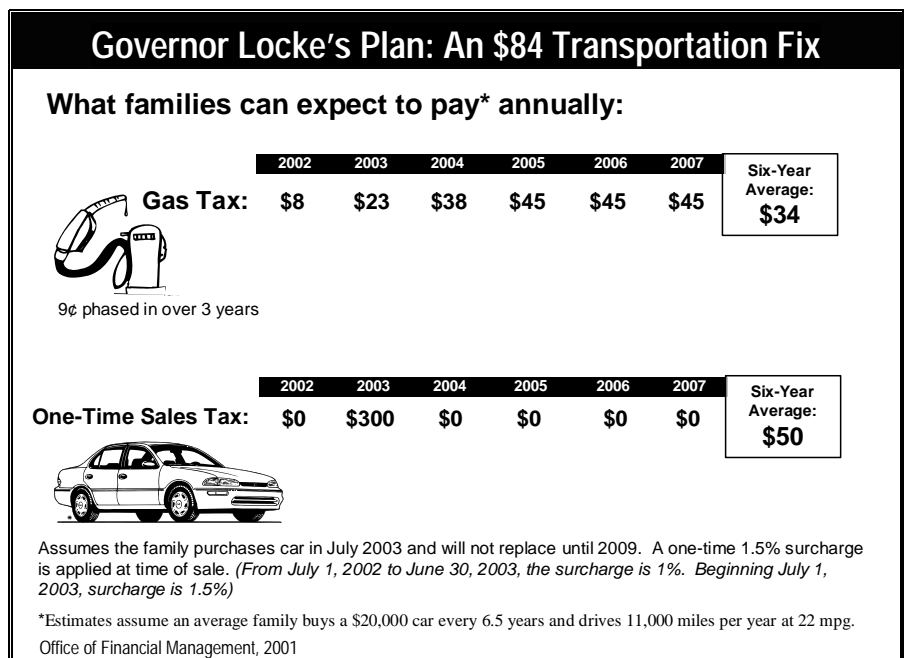 Governor Locke's Plan: An $84 Transportation Fix
What families can expect to pay* annually:
2002 2003 2004 2005 2006 2007
Six-Year
Average:
$34
Gas Tax: $8 $23 $38 $45 $45 $45
9¢ phased in over 3 years
2002 2003 2004 2005 2006 2007
Six-Year
Average:
$50
One-Time Sales Tax: $0 $300 $0 $0 $0 $0
Assumes the family purchases car in July 2003 and will not replace until 2009. A one-time 1.5% surcharge
is applied at time of sale. (From July 1, 2002 to June 30, 2003, the surcharge is 1%. Beginning July 1,
2003, surcharge is 1.5%)
*Estimates assume an average family buys a $20,000 car every 6.5 years and drives 11,000 miles per year at 22 mpg.
Office of Financial Management, 2001